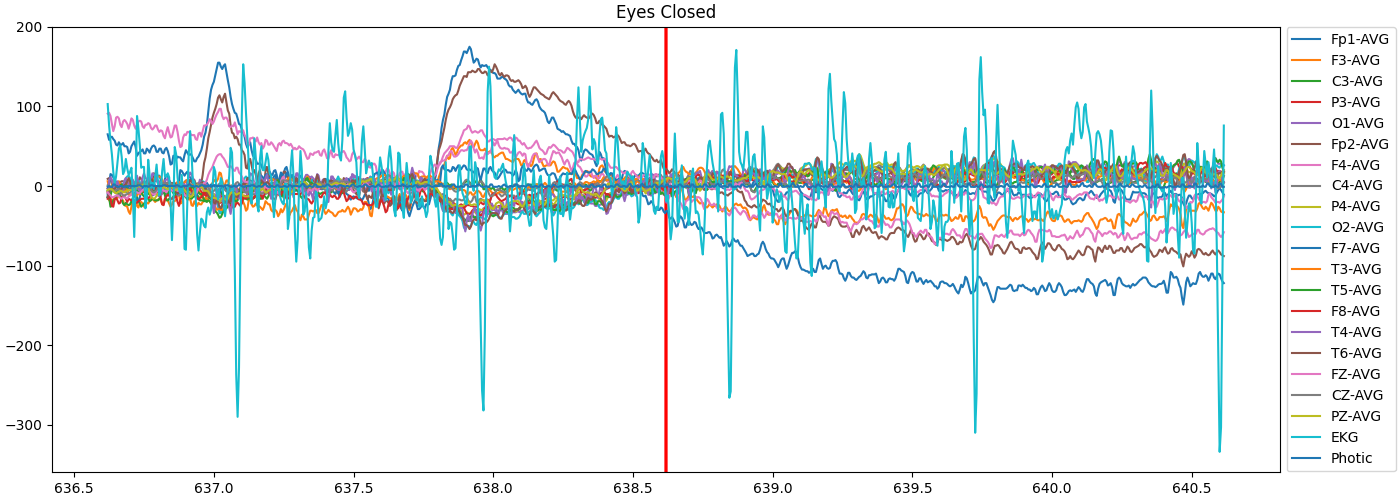 Eyes Closed
200
100
0
−100
−200
−300
636.5 637.0 637.5 638.0 638.5 639.0 639.5 640.0 640.5
Fp1-AVG
F3-AVG
C3-AVG
P3-AVG
O1-AVG
Fp2-AVG
F4-AVG
C4-AVG
P4-AVG
O2-AVG
F7-AVG
T3-AVG
T5-AVG
F8-AVG
T4-AVG
T6-AVG
FZ-AVG
CZ-AVG
PZ-AVG
EKG
Photic